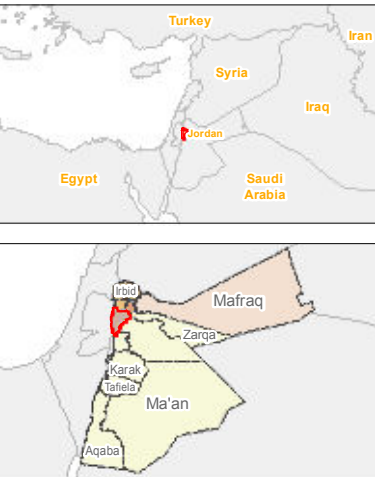 Turkey
Iran
Syria
Iraq
Jordan
Egypt
Saudi
Arabia
Irbid
Mafraq
Zarqa
Karak
Tafiela
Ma'an
Aqaba